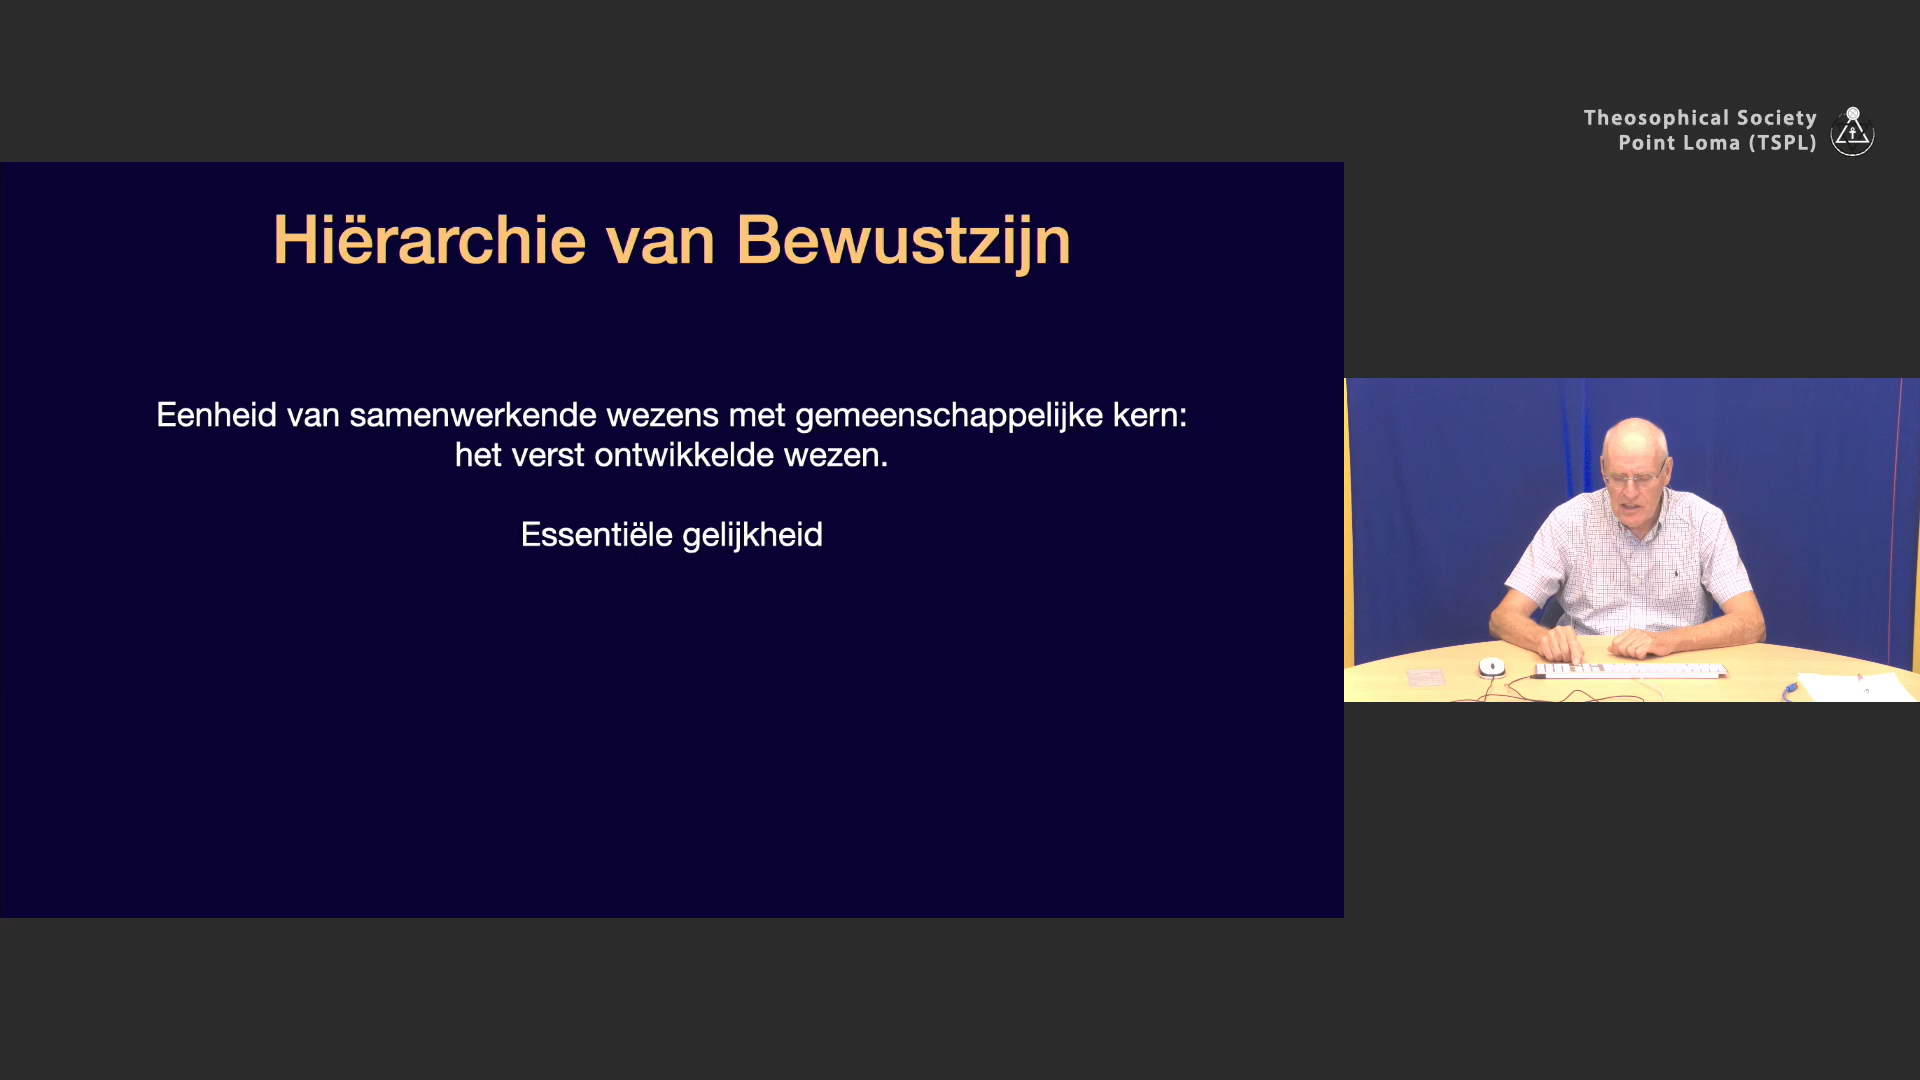 Theosophical Society
Point Loma (TSPL)
Hiërarchie van Bewustzijn
Eenheid van samenwerkende wezens met gemeenschappelijke kern:
het verst ontwikkelde wezen.
Essentiële gelijkheid